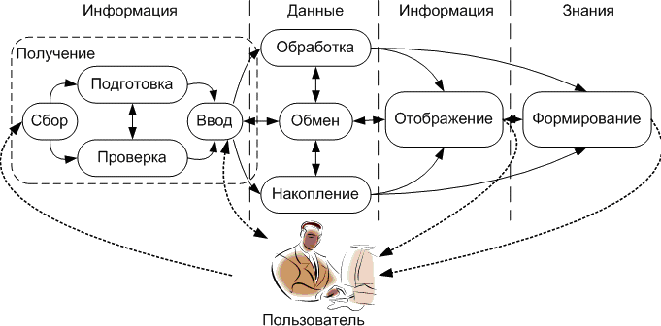 Информация
Данные
Информация
Знания
Получение
Обработка
Подготовка
Сбор
Ввод
Обмен
Отображение
Формирование
Проверка
Накопление
Пользователь